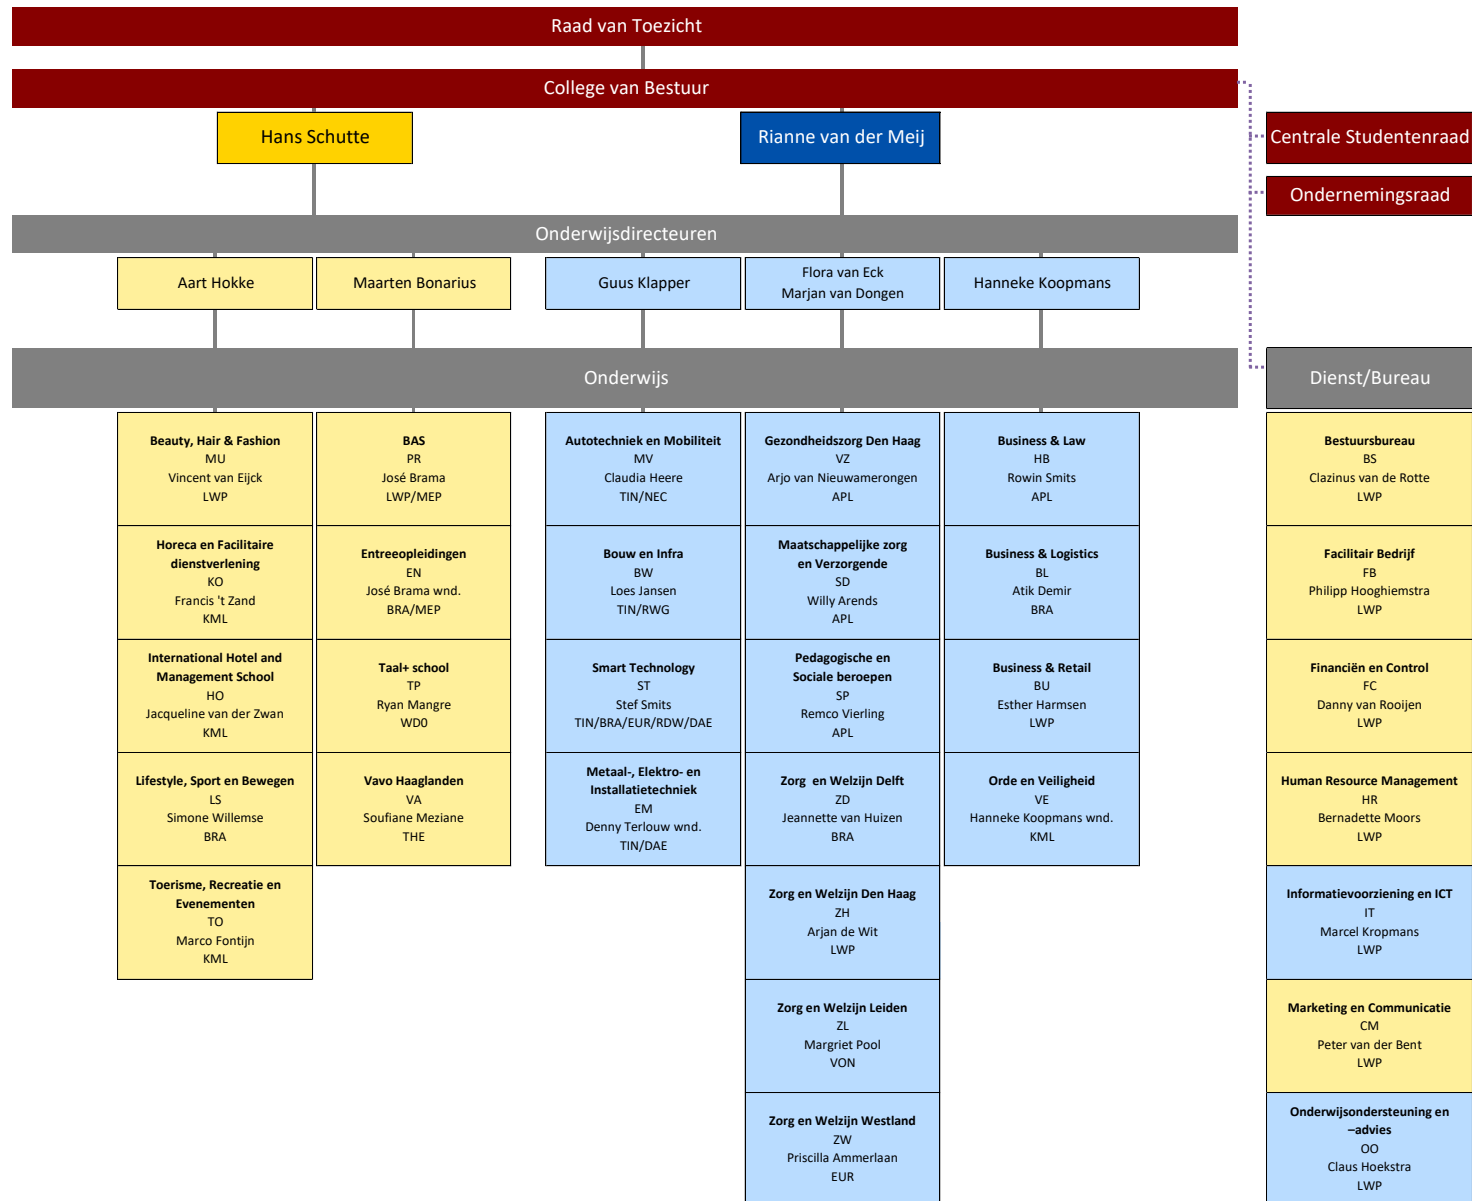 Raad van Toezicht
College van Bestuur
Hans Schutte
Rianne van der Meij
Centrale Studentenraad
Ondernemingsraad
Onderwijsdirecteuren
Aart Hokke
Maarten Bonarius
Guus Klapper
Flora van Eck
Marjan van Dongen
Hanneke Koopmans
Onderwijs
Dienst/Bureau
Beauty, Hair & Fashion
MU
Vincent van Eijck
LWP
Horeca en Facilitaire
dienstverlening
KO
Francis 't Zand
KML
International Hotel and
Management School
HO
Jacqueline van der Zwan
KML
Lifestyle, Sport en Bewegen
LS
Simone Willemse
BRA
Toerisme, Recreatie en
Evenementen
TO
Marco Fontijn
KML
BAS
PR
José Brama
LWP/MEP
Entreeopleidingen
EN
José Brama wnd.
BRA/MEP
Taal+ school
TP
Ryan Mangre
WD0
Vavo Haaglanden
VA
Soufiane Meziane
THE
Autotechniek en Mobiliteit
MV
Claudia Heere
TIN/NEC
Bouw en Infra
BW
Loes Jansen
TIN/RWG
Smart Technology
ST
Stef Smits
TIN/BRA/EUR/RDW/DAE
Metaal-, Elektro- en
Installatietechniek
EM
Denny Terlouw wnd.
TIN/DAE
Gezondheidszorg Den Haag
VZ
Arjo van Nieuwamerongen
APL
Maatschappelijke zorg
en Verzorgende
SD
Willy Arends
APL
Pedagogische en
Sociale beroepen
SP
Remco Vierling
APL
Zorg  en Welzijn Delft
ZD
Jeannette van Huizen
BRA
Zorg en Welzijn Den Haag
ZH
Arjan de Wit
LWP
Zorg en Welzijn Leiden
ZL
Margriet Pool
VON
Zorg en Welzijn Westland
ZW
Priscilla Ammerlaan
EUR
Business & Law
HB
Rowin Smits
APL
Business & Logistics
BL
Atik Demir
BRA
Business & Retail
BU
Esther Harmsen
LWP
Orde en Veiligheid
VE
Hanneke Koopmans wnd.
KML
Bestuursbureau
BS
Clazinus van de Rotte
LWP
Facilitair Bedrijf
FB
Philipp Hooghiemstra
LWP
Financiën en Control
FC
Danny van Rooijen
LWP
Human Resource Management
HR
Bernadette Moors
LWP
Informatievoorziening en ICT
IT
Marcel Kropmans
LWP
Marketing en Communicatie
CM
Peter van der Bent
LWP
Onderwijsondersteuning en
–advies
OO
Claus Hoekstra
LWP